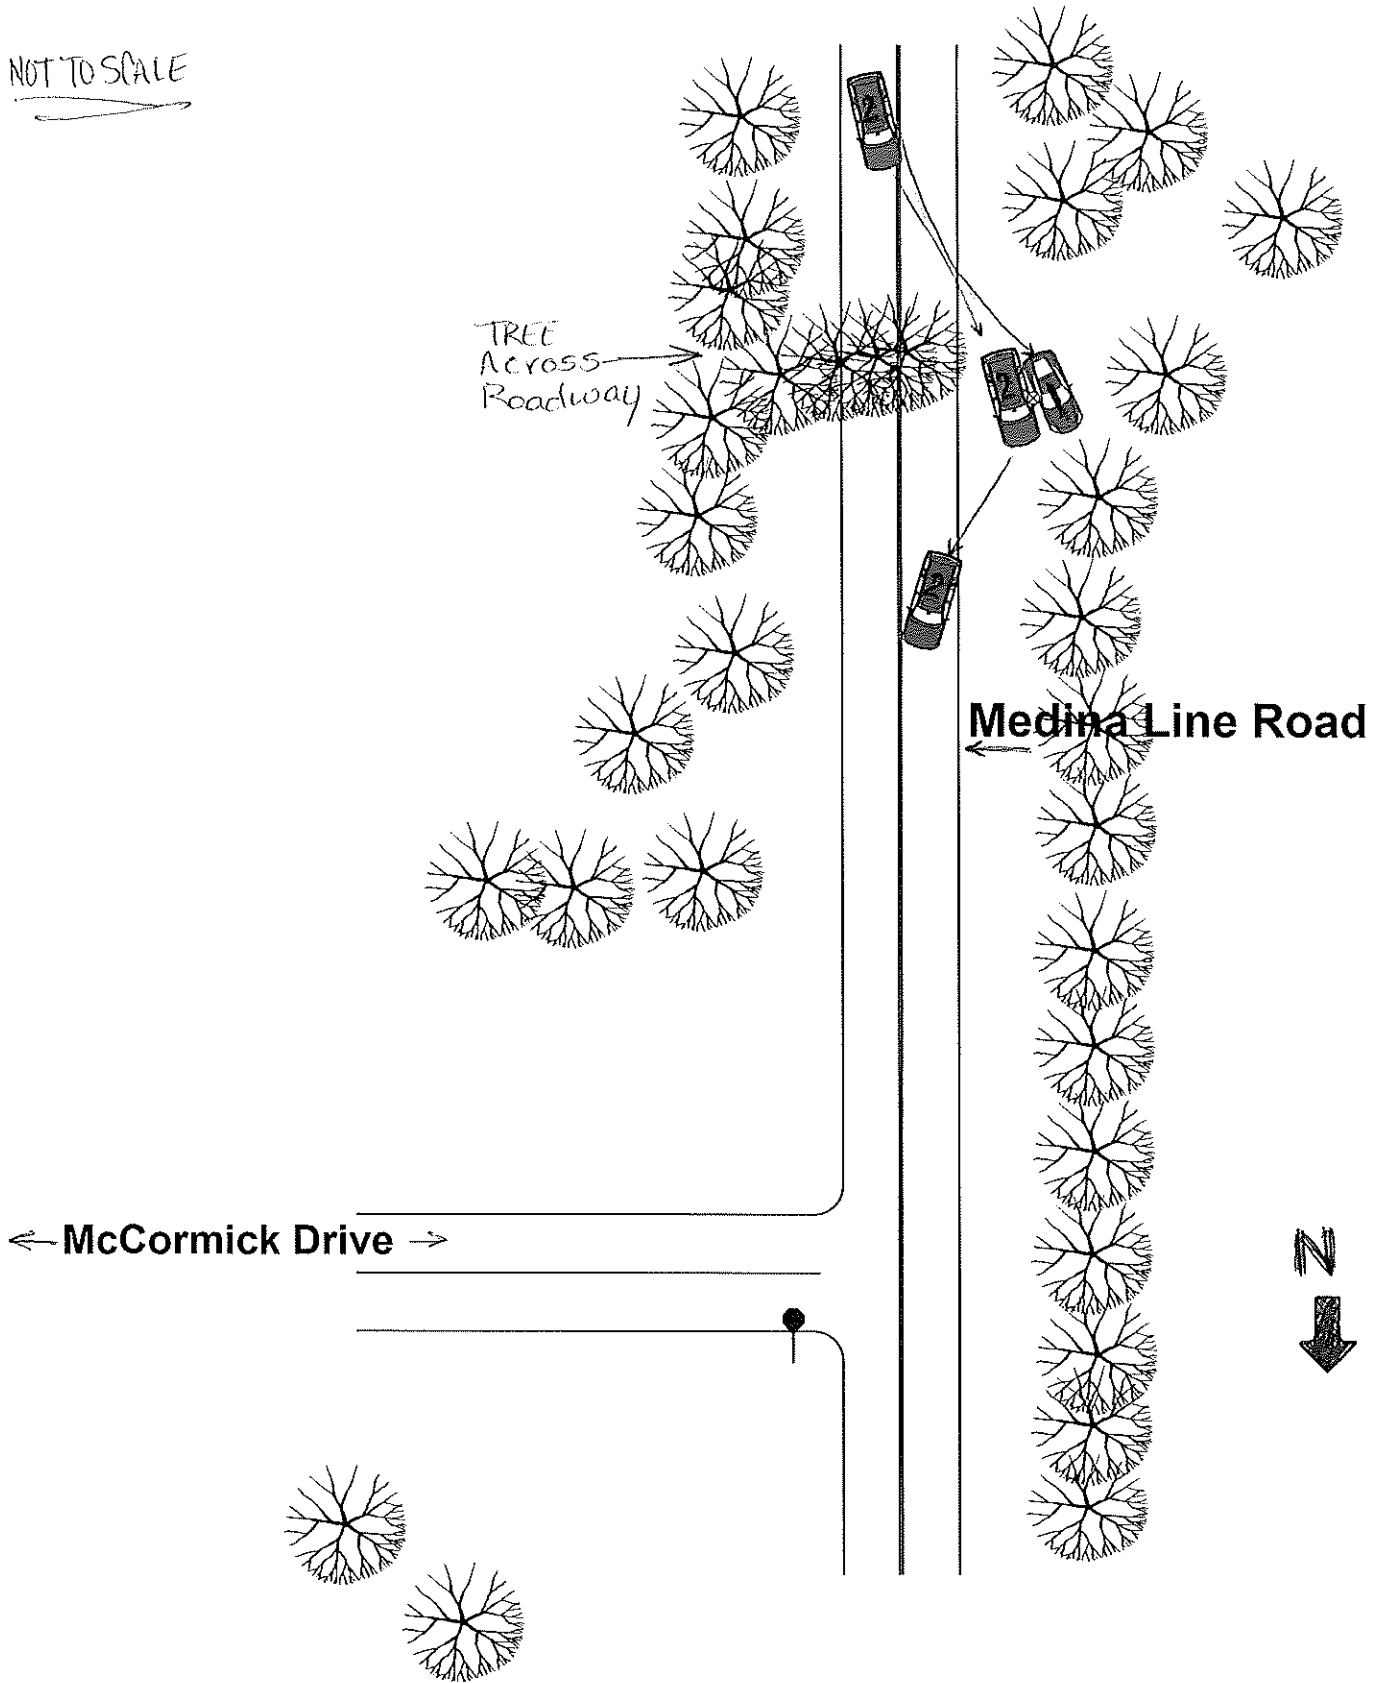 NOT TO SCALE
2
TREE
Across
Roadway
2
1
2
Medina Line Road
McCormick Drive
N